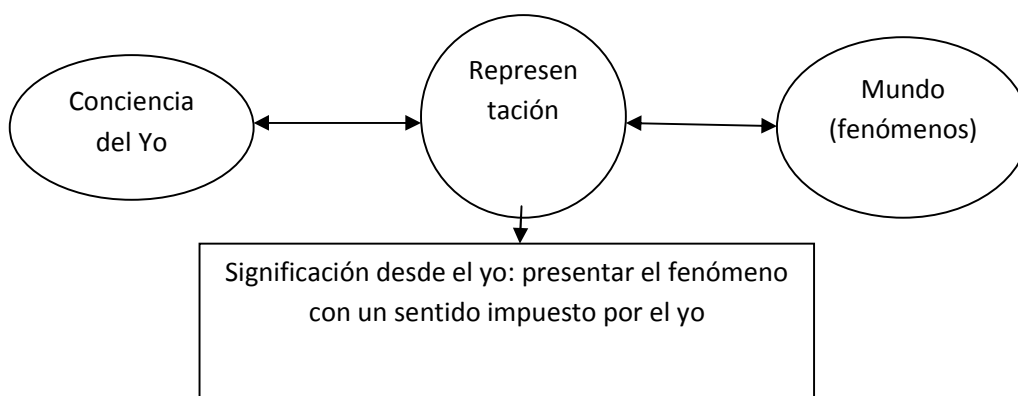 Conciencia
del Yo
Represen
tación
Mundo
(fenómenos)
Significación desde el yo: presentar el fenómeno
con un sentido impuesto por el yo